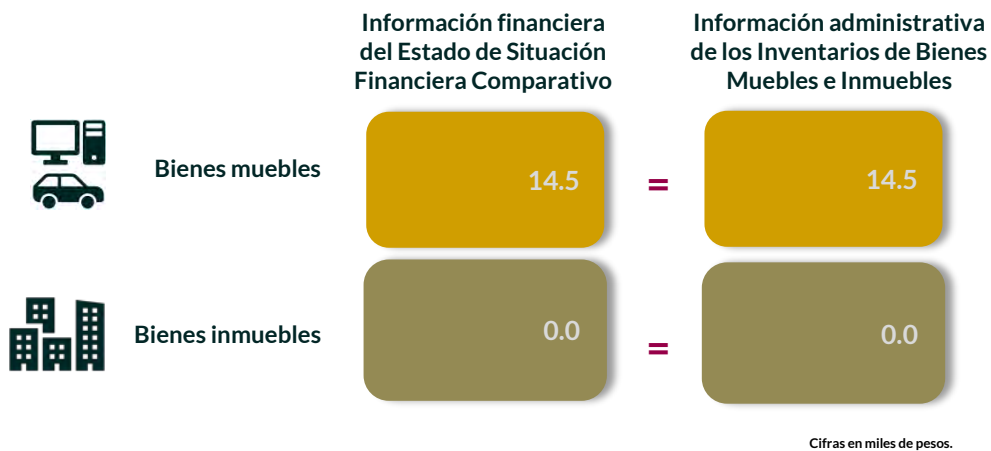 Información financiera
del Estado de Situación
Financiera Comparativo
Información administrativa
de los Inventarios de Bienes
Muebles e Inmuebles
Bienes muebles
14.5
=
14.5
Bienes inmuebles
0.0
=
0.0
Cifras en miles de pesos.